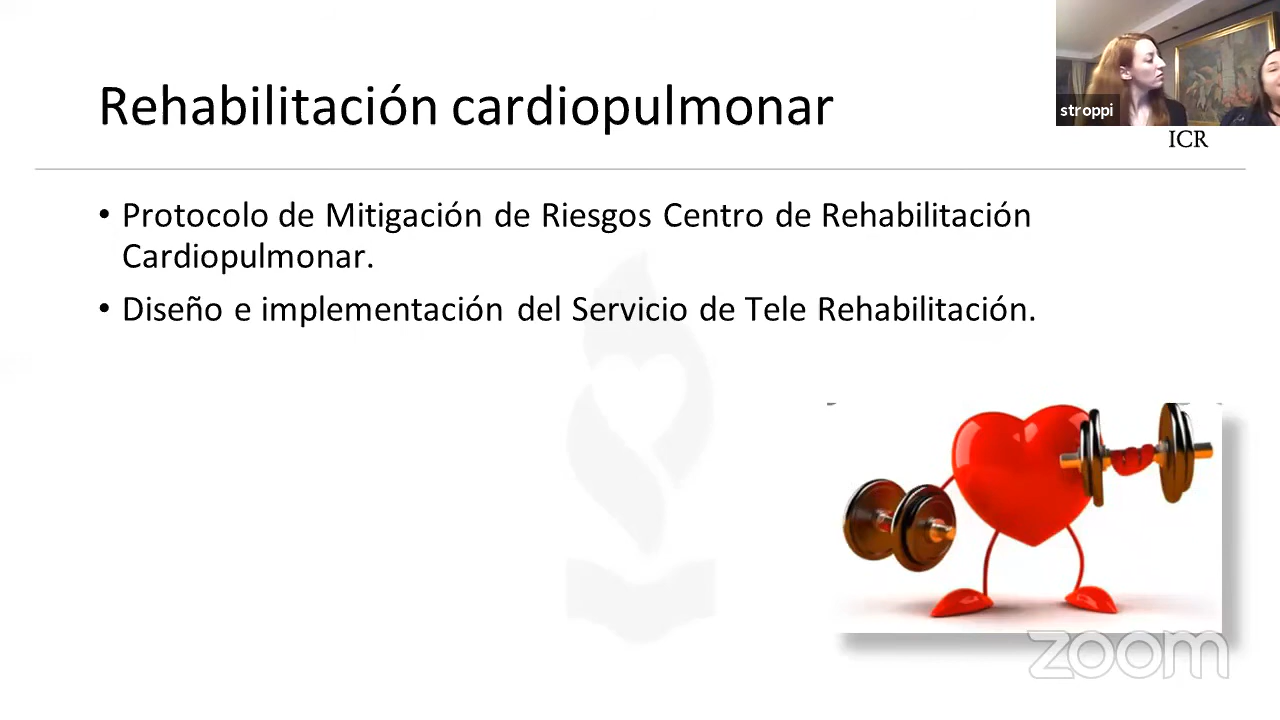 Rehabilitación cardiopulmonar
stroppi
ICR
• Protocolo de Mitigación de Riesgos Centro de Rehabilitación
Cardiopulmonar.
• Diseño e implementación del Servicio de Tele Rehabilitación.
zoom